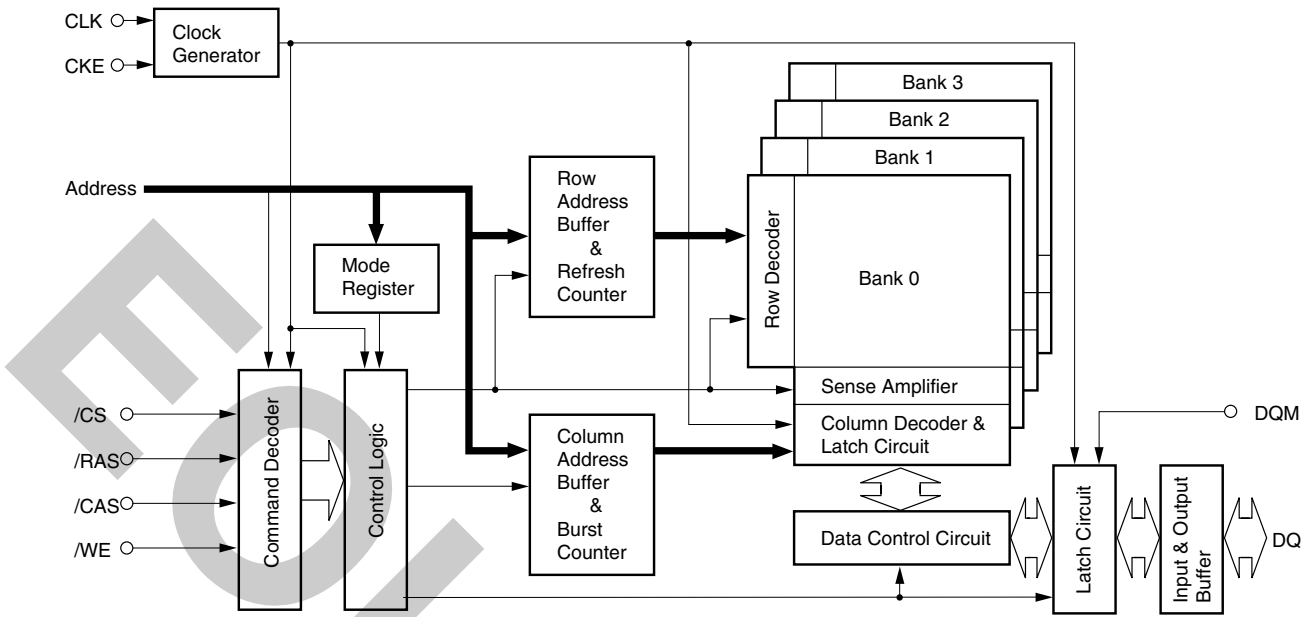 CLK
CKE
Clock
Generator
Bank 3
Bank 2
Bank 1
Address
Row
Address
Buffer
&
Refresh
Counter
Row Decoder
Bank 0
Mode
Register
Sense Amplifier
Column Decoder &
Latch Circuit
/CS
/RAS
/CAS
/WE
Command Decoder
Control Logic
Column
Address
Buffer
&
Burst
Counter
DQM
Data Control Circuit
Latch Circuit
Input & Output
Buffer
DQ
EO